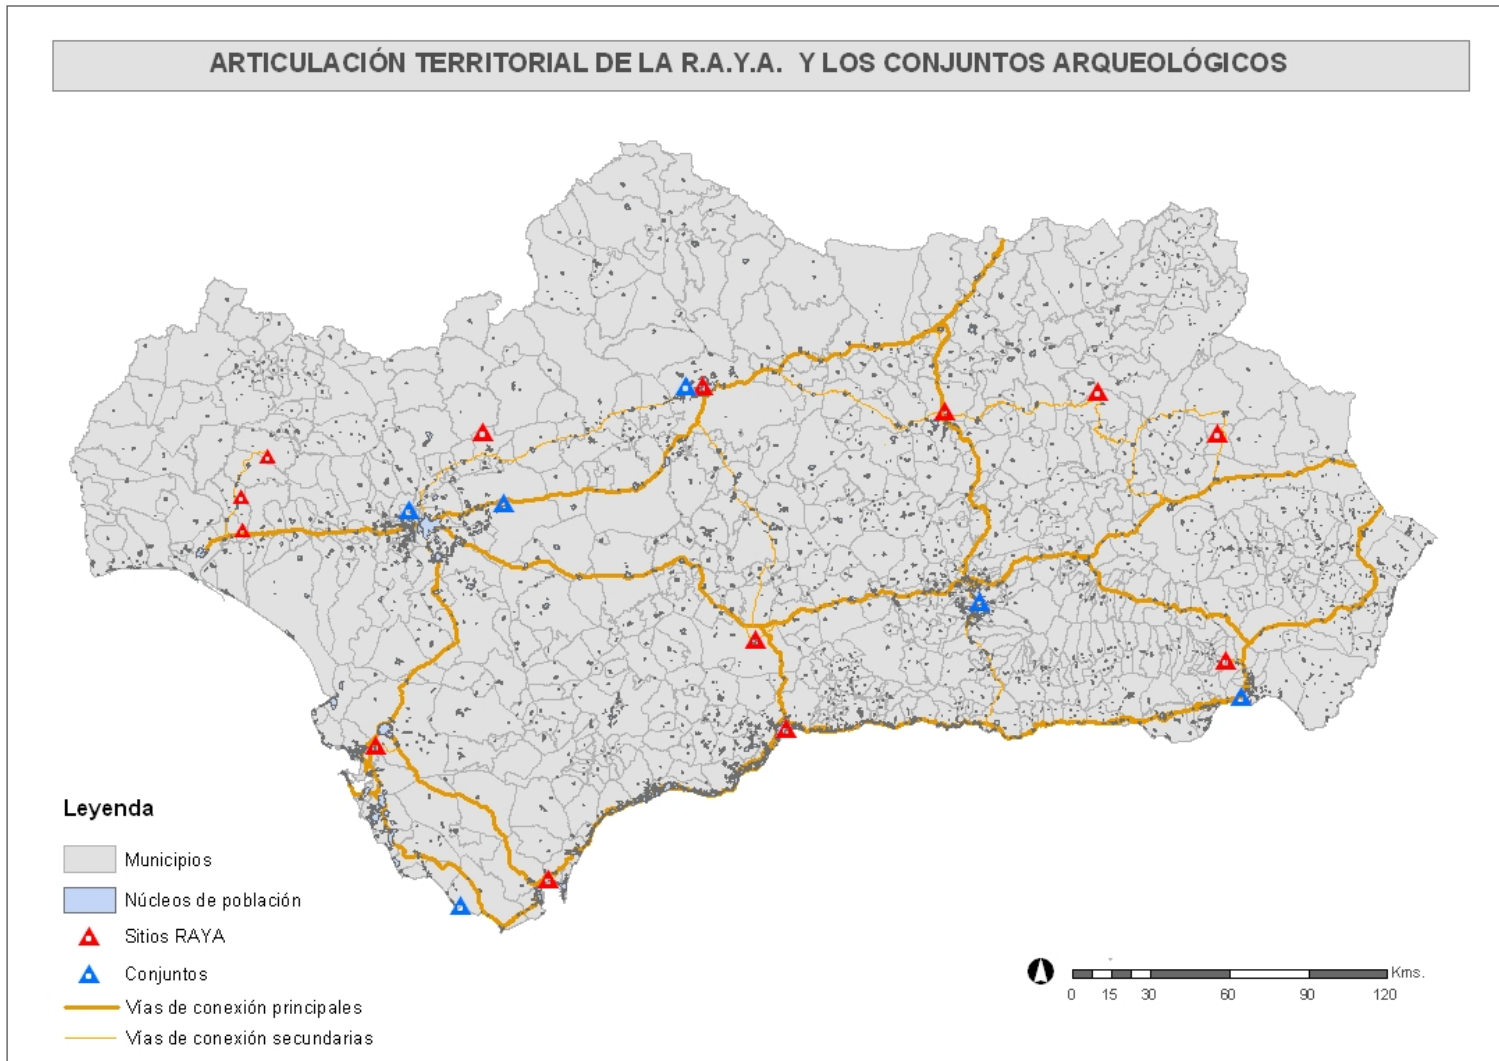 ARTICULACIÓN TERRITORIAL DE LA R.A.Y.A. Y LOS CONJUNTOS ARQUEOLÓGICOS
Leyenda
Municipios
Núcleos de población
Sitios RAYA
Conjuntos
Vías de conexión principales
Vías de conexión secundarias
Kms.
0 15 30 60 90 120